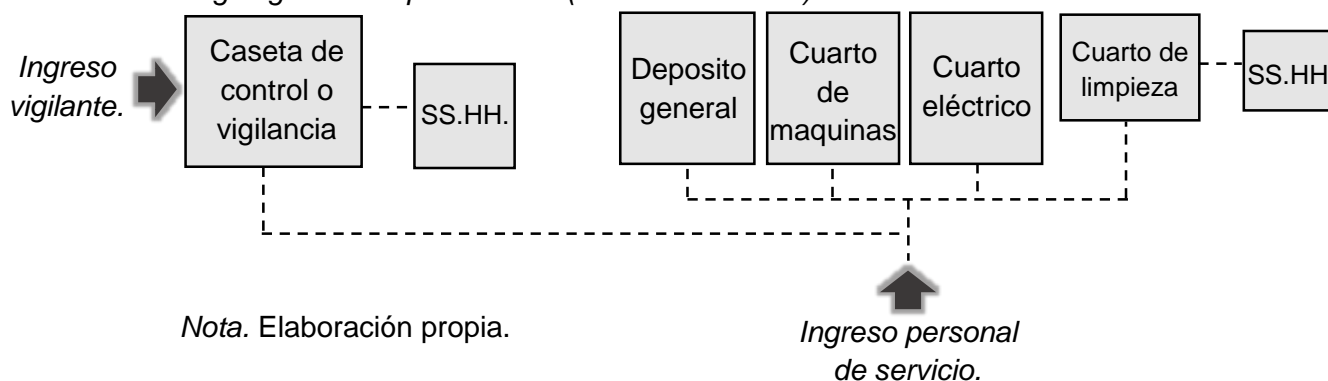 Ingreso
vigilante.
Caseta de
control o
vigilancia
SS.HH.
Deposito
general
Cuarto
de
maquinas
Cuarto
eléctrico
Cuarto de
limpieza
SS.HH
Nota. Elaboración propia.
Ingreso personal
de servicio.